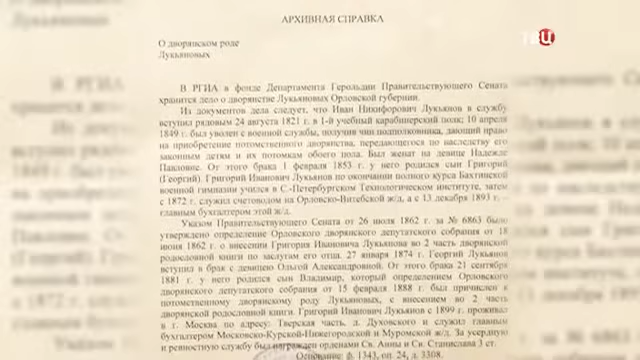 АРХИВНАЯ СПРАВКА
ТВЦ
О дворянском роде
Лукьяновых
В РГИА в фонде Департамента Герольдии Правительствующего Сената
хранится дело о дворянстве Лукьяновых Орловской губернии.
Из документов дела следует, что Иван Никифорович Лукьянов в службу
вступил рядовым 24 августа 1821 г. в 1-й учебный карабинерский полк; 10 апреля
1849 г. был уволен с военной службы, получив чин подполковника, дающий право
на приобретение потомственного дворянства, передающегося по наследству его
законным детям и их потомкам обоего пола. Был женат на девице Надежде
Павловне. От этого брака 1 февраля 1853 г. у него родился сын Григорий
(Георгий). Григорий Иванович Лукьянов по окончании полного курса Бахтинской
военной гимназии учился в С.-Петербургском Технологическом институте, затем
с 1872 г. служил счетоводом на Орловско-Витебской ж/д, а с 13 декабря 1893 г. –
главным бухгалтером этой ж/д.
Указом Правительствующего Сената от 26 июля 1862 г. за № 6863 было
утверждено определение Орловского дворянского депутатского собрания от 18
июня 1862 г. о внесении Григория Ивановича Лукьянова во 2 часть дворянской
родословной книги по заслугам его отца. 27 января 1874 г. Георгий Лукьянов
вступил в брак с девицею Ольгой Александровной. От этого брака 21 сентября
1881 г. у него родился сын Владимир, который определением Орловского
дворянского депутатского собрания от 15 февраля 1888 г. был причислен к
потомственному дворянскому роду Лукьяновых, с внесением во 2 часть
дворянской родословной книги. Григорий Иванович Лукьянов с 1899 г. проживал
в г. Москва по адресу: Тверская часть, д. Духовского и служил главным
бухгалтером Московско-Курской-Нижегородской и Муромской ж/д. За усердную
и ревностную службу был награжден орденами Св. Анны и Св. Станислава 3 ст.
Основание: ф. 1343, оп. 24, д. 3308.